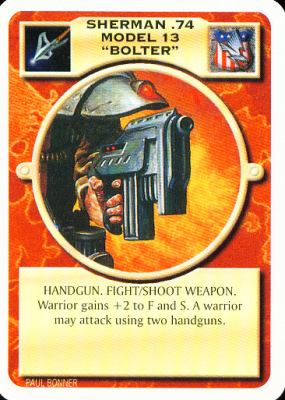 SHERMAN .74
MODEL 13
“BOLTER”
HANDGUN. FIGHT/SHOOT WEAPON.
Warrior gains +2 to F and S. A warrior
may attack using two handguns.
PAUL BONNER